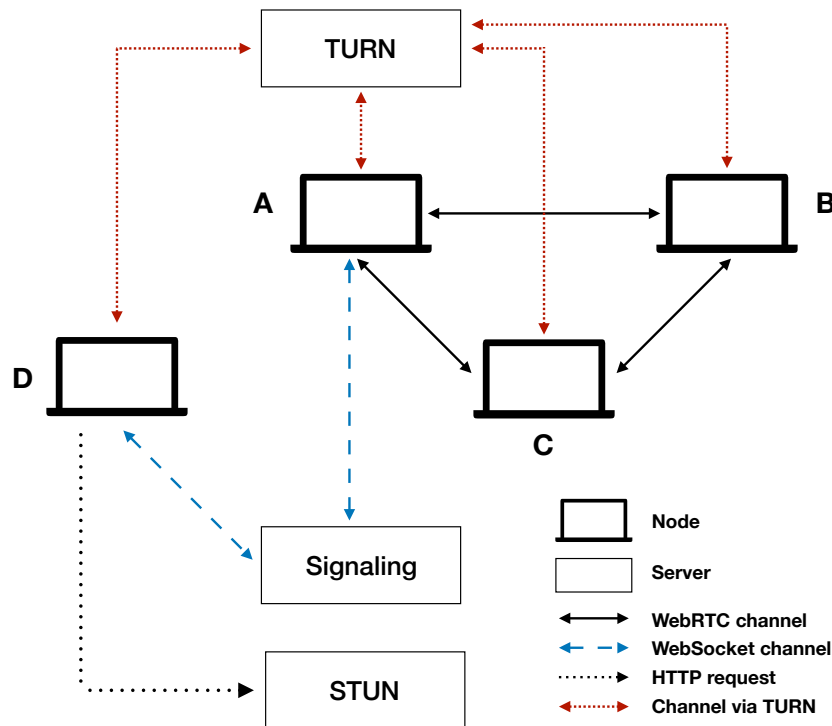 TURN
A
B
D
C
Signaling
STUN
Node
Server
WebRTC channel
WebSocket channel
HTTP request
Channel via TURN